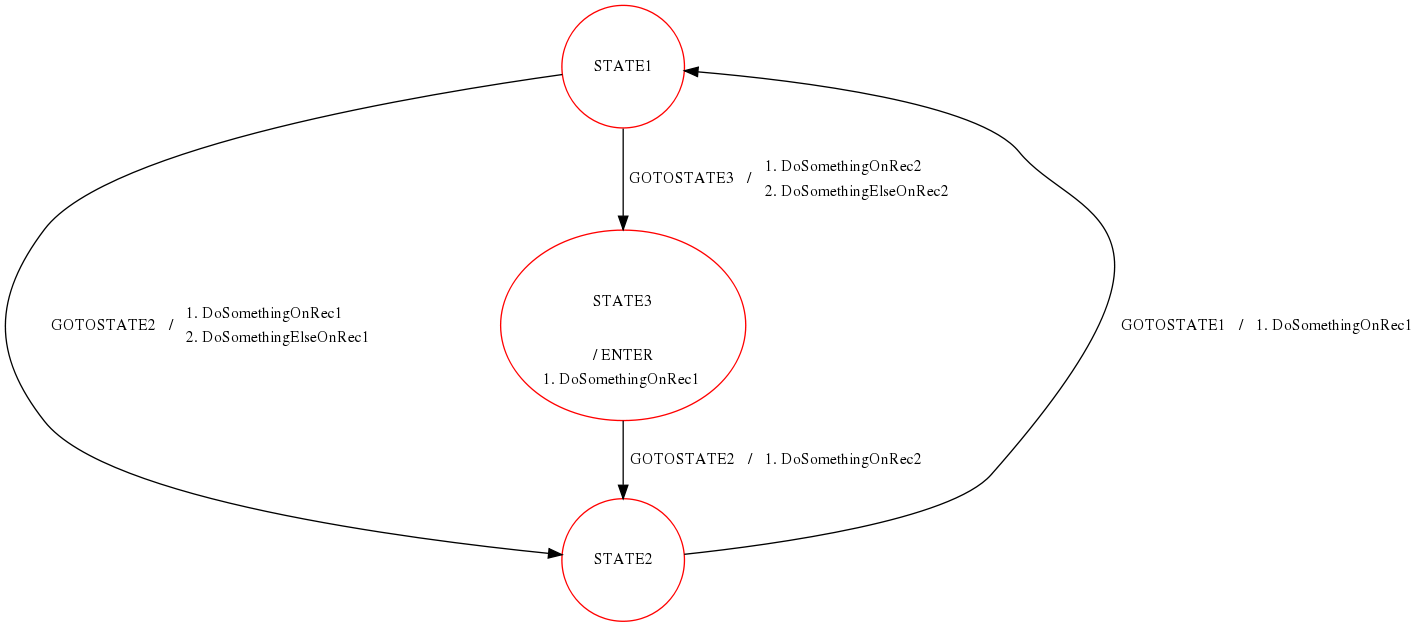 STATE1
GOTOSTATE3 /
1. DoSomethingOnRec2
2. DoSomethingElseOnRec2
STATE3
/ ENTER
1. DoSomethingOnRec1
GOTOSTATE2 /
1. DoSomethingOnRec1
2. DoSomethingElseOnRec1
GOTOSTATE1 / 1. DoSomethingOnRec1
GOTOSTATE2 / 1. DoSomethingOnRec2
STATE2